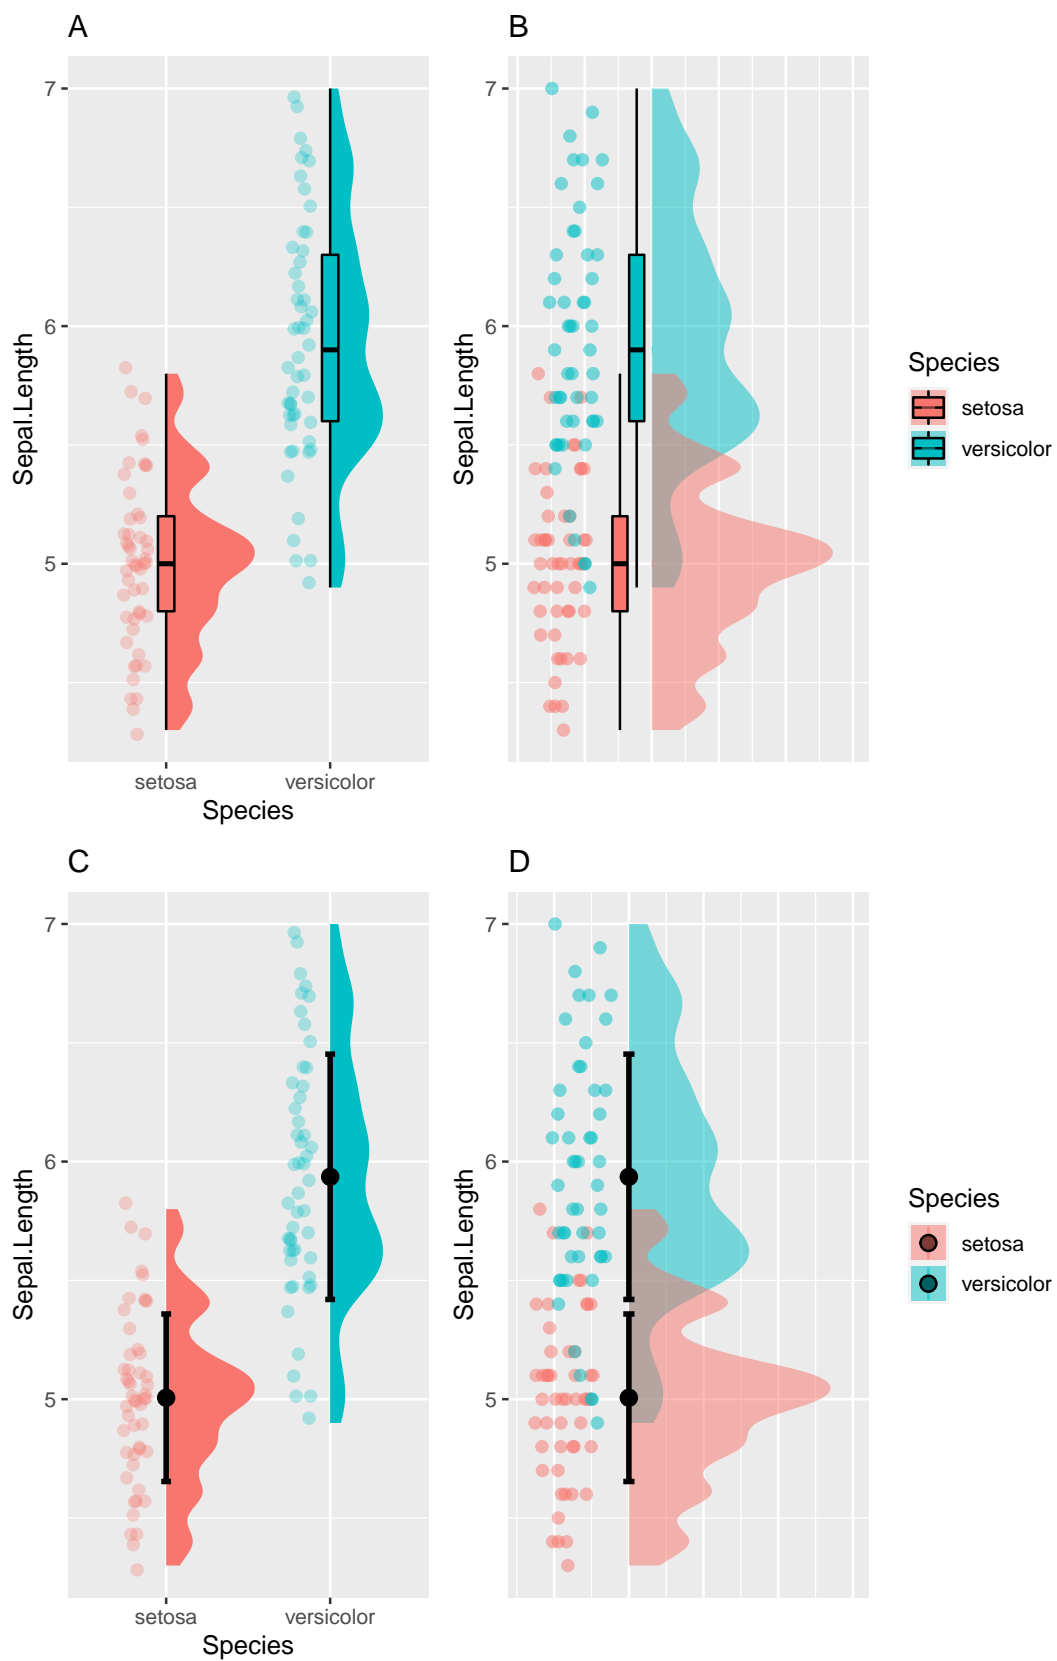 A
B
7
6
5
Sepal.Length
setosa
versicolor
Species
7
6
5
Sepal.Length
Species
setosa
versicolor
C
D
7
6
5
Sepal.Length
setosa
versicolor
Species
7
6
5
Sepal.Length
Species
setosa
versicolor